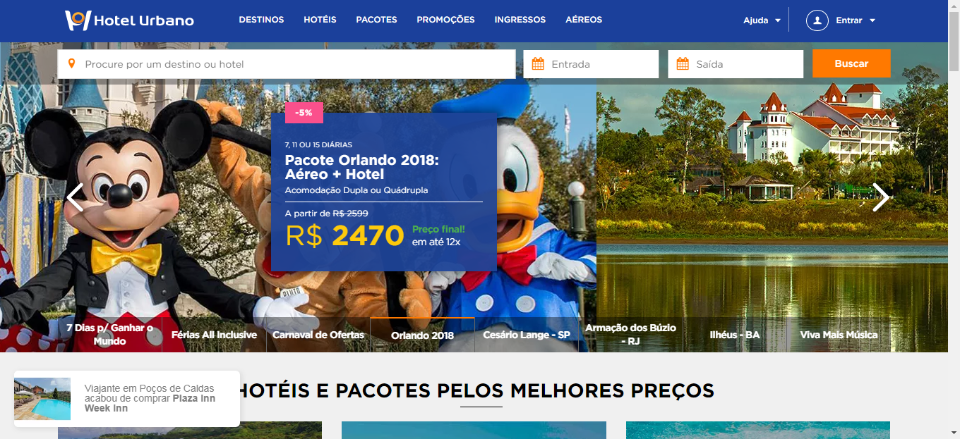 Hotel Urbano
DESTINOS HOTÉIS PACOTES PROMOÇÕES INGRESSOS AÉREOS
Ajuda Entrar
Procure por um destino ou hotel Entrada Saída Buscar
-5%
7, 11 OU 15 DIÁRIAS
Pacote Orlando 2018:
Aéreo + Hotel
Acomodação Dupla ou Quádrupla
A partir de R$ 2599
R$ 2470 Preço final!
em até 12x
7 Dias p/ Ganhar o
Mundo
Férias All Inclusive
Carnaval de Ofertas
Orlando 2018
Cesário Lange - SP
Armação dos Búzio
- RJ
Ilhéus - BA
Viva Mais Música
HOTÉIS E PACOTES PELOS MELHORES PREÇOS
Viajante em Poços de Caldas
acabou de comprar Plaza Inn
Week Inn